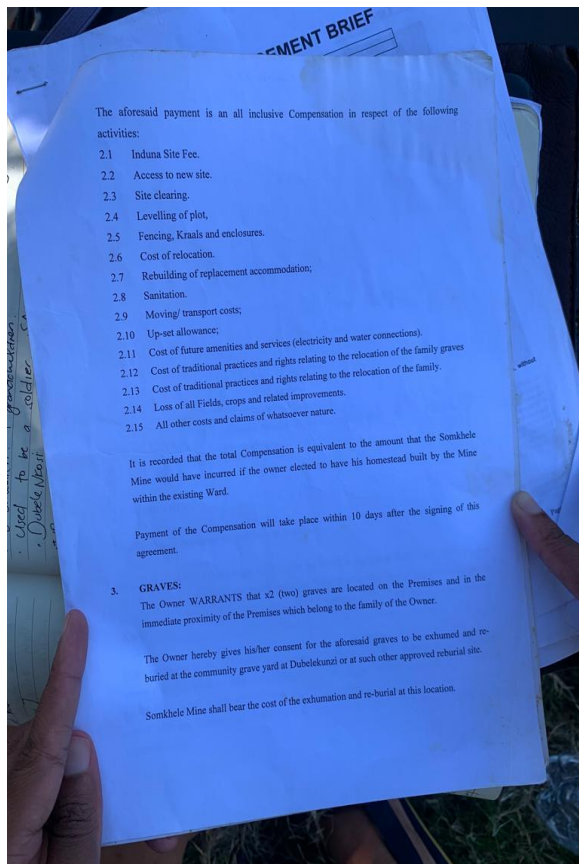 EMENT BRIEF
The aforesaid payment is an all inclusive Compensation in respect of the following
activities:
2.1 Induna Site Fee.
2.2 Access to new site.
2.3 Site clearing.
2.4 Levelling of plot,
2.5 Fencing, Kraals and enclosures.
2.6 Cost of relocation.
2.7 Rebuilding of replacement accommodation;
2.8 Sanitation.
2.9 Moving/ transport costs;
2.10 Up-set allowance;
2.11 Cost of future amenities and services (electricity and water connections).
2.12 Cost of traditional practices and rights relating to the relocation of the family graves
2.13 Cost of traditional practices and rights relating to the relocation of the family.
2.14 Loss of all Fields, crops and related improvements.
2.15 All other costs and claims of whatsoever nature.
It is recorded that the total Compensation is equivalent to the amount that the Somkhele
Mine would have incurred if the owner elected to have his homestead built by the Mine
within the existing Ward.
Payment of the Compensation will take place within 10 days after the signing of this
agreement.
3. GRAVES:
The Owner WARRANTS that x2 (two) graves are located on the Premises and in the
immediate proximity of the Premises which belong to the family of the Owner.
The Owner hereby gives his/her consent for the aforesaid graves to be exhumed and re-
buried at the community grave yard at Dubelekunzi or at such other approved reburial site.
Somkhele Mine shall bear the cost of the exhumation and re-burial at this location.
grandchildren.
· used to be a soldier
· Dubele
without